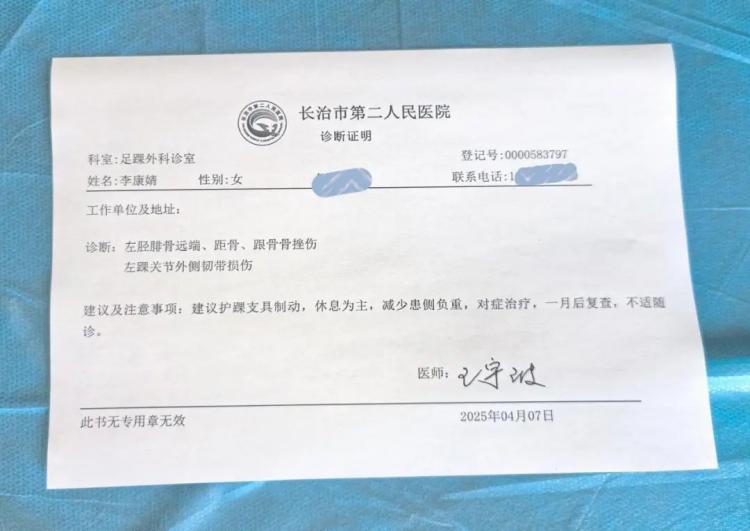 长治市第二人民医院
诊断证明
科室:足踝外科诊室 登记号:0000583797
姓名:李康婧 性别:女 联系电话:1
工作单位及地址:
诊断: 左胫腓骨远端、距骨、跟骨骨挫伤
左踝关节外侧韧带损伤
建议及注意事项: 建议护踝支具制动, 休息为主, 减少患侧负重, 对症治疗, 一月后复查, 不适随
诊。
医师:
此书无专用章无效 2025年04月07日